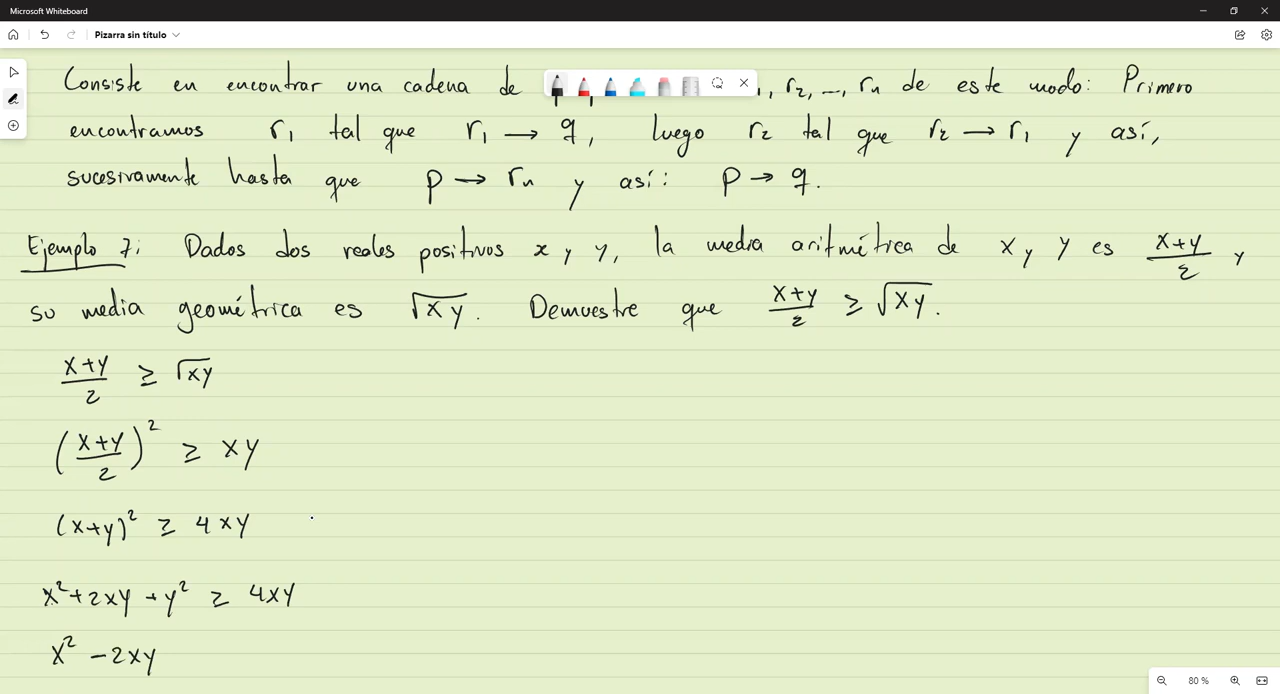 Microsoft Whiteboard
Pizarra sin título
Consiste en encontrar una cadena de r2, ..., rn de este modo: Primero
encontramos r1 tal que r1 → q, luego r2 tal que r2 → r1 y así,
sucesivamente hasta que p → rn y así: p → q.
Ejemplo 7: Dados dos reales positivos x y y, la media aritmétrica de x y y es (x+y)/2 y
su media geométrica es √xy. Demuestre que (x+y)/2 ≥ √xy.
(x+y)/2 ≥ √xy
((x+y)/2)² ≥ xy
(x+y)² ≥ 4xy
x² + 2xy + y² ≥ 4xy
x² - 2xy
80 %